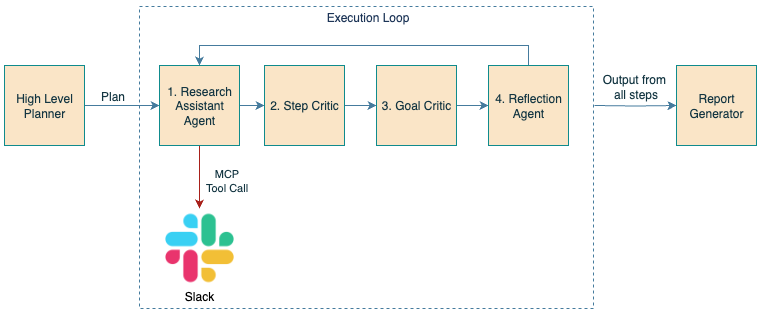 Execution Loop
High Level
Planner
Plan
1. Research
Assistant
Agent
2. Step Critic
3. Goal Critic
4. Reflection
Agent
Output from
all steps
Report
Generator
MCP
Tool Call
Slack